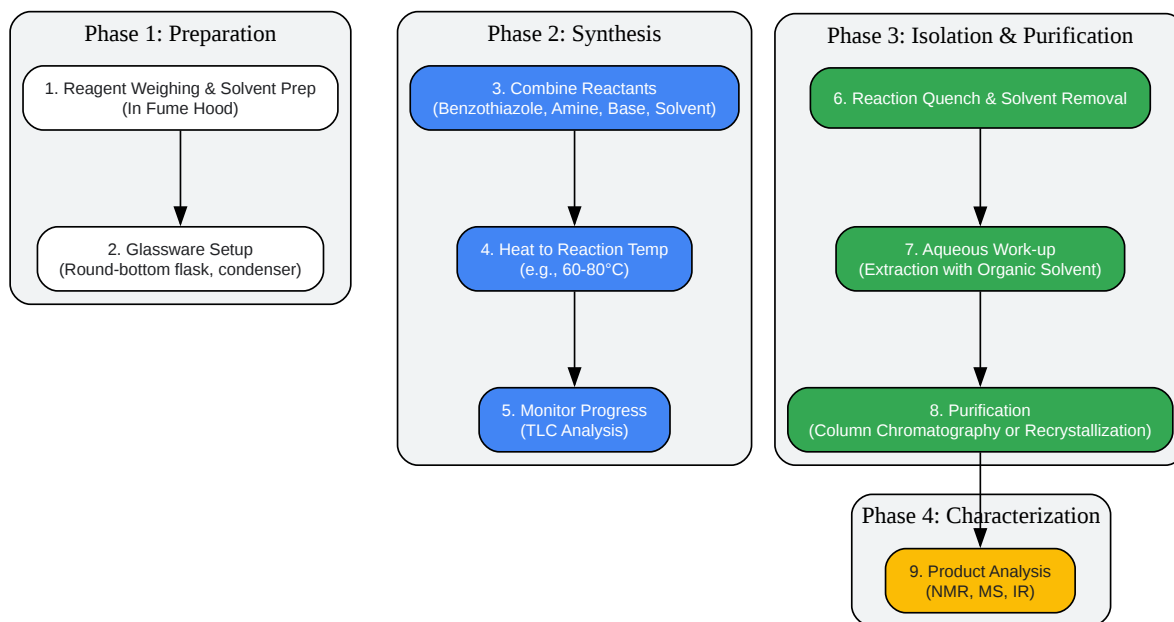 Phase 1: Preparation
1. Reagent Weighing & Solvent Prep
(In Fume Hood)
2. Glassware Setup
(Round-bottom flask, condenser)
Phase 2: Synthesis
3. Combine Reactants
(Benzothiazole, Amine, Base, Solvent)
4. Heat to Reaction Temp
(e.g., 60-80°C)
5. Monitor Progress
(TLC Analysis)
Phase 3: Isolation & Purification
6. Reaction Quench & Solvent Removal
7. Aqueous Work-up
(Extraction with Organic Solvent)
8. Purification
(Column Chromatography or Recrystallization)
Phase 4: Characterization
9. Product Analysis
(NMR, MS, IR)